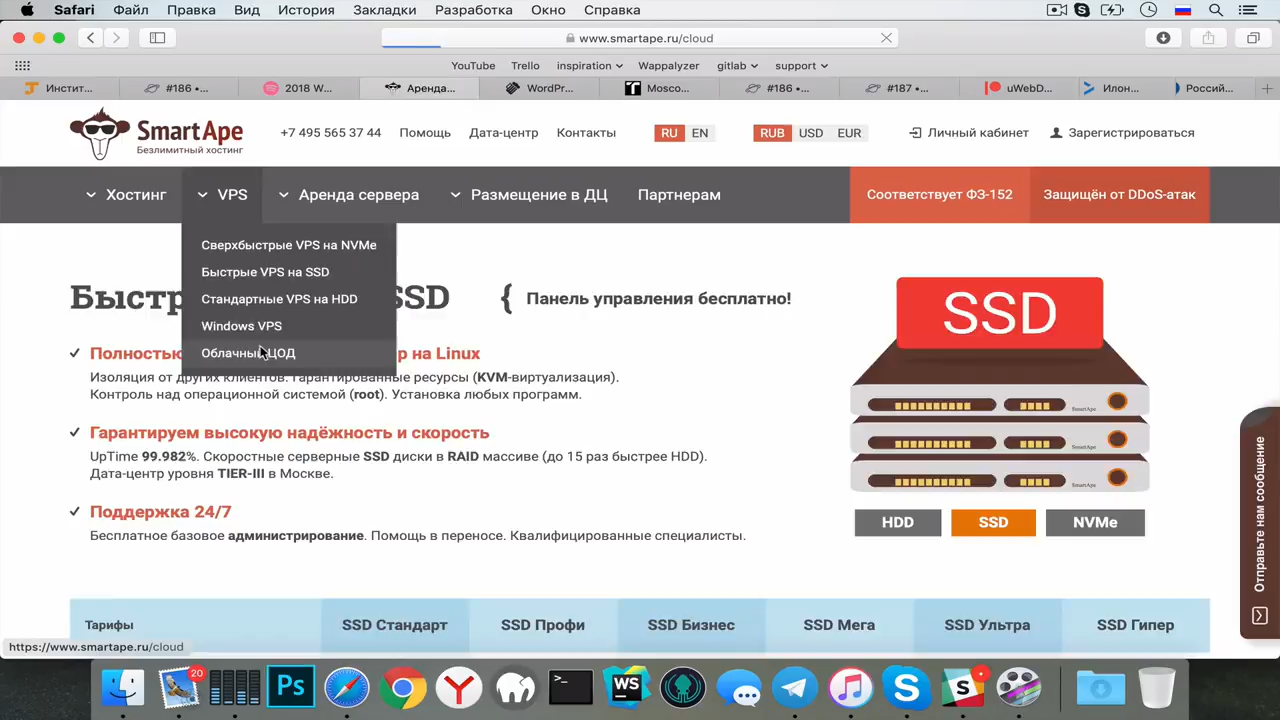 Safari Файл Правка Вид История Закладки Разработка Окно Справка
www.smartape.ru/cloud
YouTube Trello inspiration Wappalyzer gitlab support
Инстит... #186 •... 2018 W... Аренда... WordPr... Mosco... #186 •... #187 •... uWebD... Илон... Россий...
SmartApe
Безлимитный хостинг
+7 495 565 37 44 Помощь Дата-центр Контакты RU EN RUB USD EUR Личный кабинет Зарегистрироваться
Хостинг VPS Аренда сервера Размещение в ДЦ Партнерам Соответствует ФЗ-152 Защищён от DDoS-атак
Сверхбыстрые VPS на NVMe
Быстрые VPS на SSD
Стандартные VPS на HDD
Windows VPS
Облачный ЦОД
Быстр SSD { Панель управления бесплатно!
SSD
Полностью р на Linux
Изоляция от других клиентов. Гарантированные ресурсы (KVM-виртуализация).
Контроль над операционной системой (root). Установка любых программ.
Гарантируем высокую надёжность и скорость
UpTime 99.982%. Скоростные серверные SSD диски в RAID массиве (до 15 раз быстрее HDD).
Дата-центр уровня TIER-III в Москве.
Поддержка 24/7
Бесплатное базовое администрирование. Помощь в переносе. Квалифицированные специалисты.
SmartApe
SmartApe
SmartApe
HDD SSD NVMe
Отправьте нам сообщение
Тарифы SSD Стандарт SSD Профи SSD Бизнес SSD Мега SSD Ультра SSD Гипер
https://www.smartape.ru/cloud
20
Ps
WS